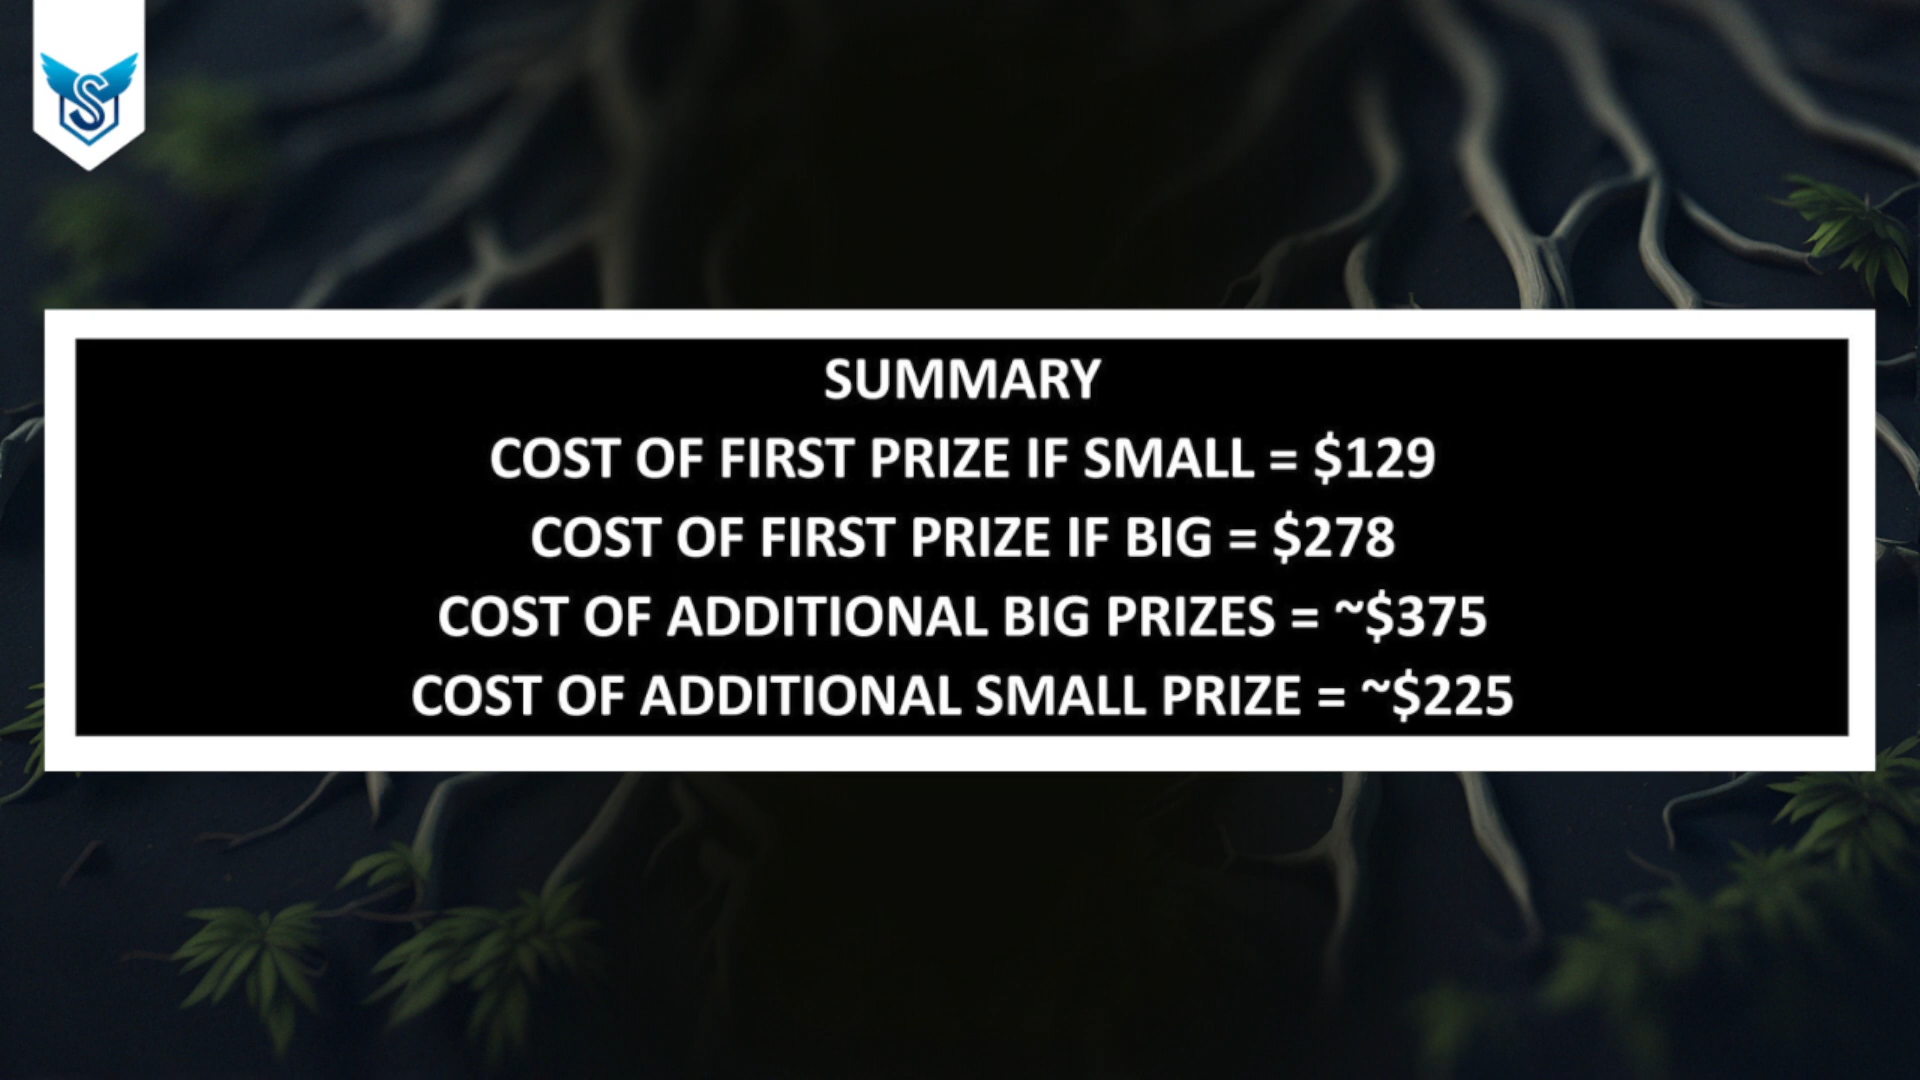 S
SUMMARY
COST OF FIRST PRIZE IF SMALL = $129
COST OF FIRST PRIZE IF BIG = $278
COST OF ADDITIONAL BIG PRIZES = ~$375
COST OF ADDITIONAL SMALL PRIZE = ~$225